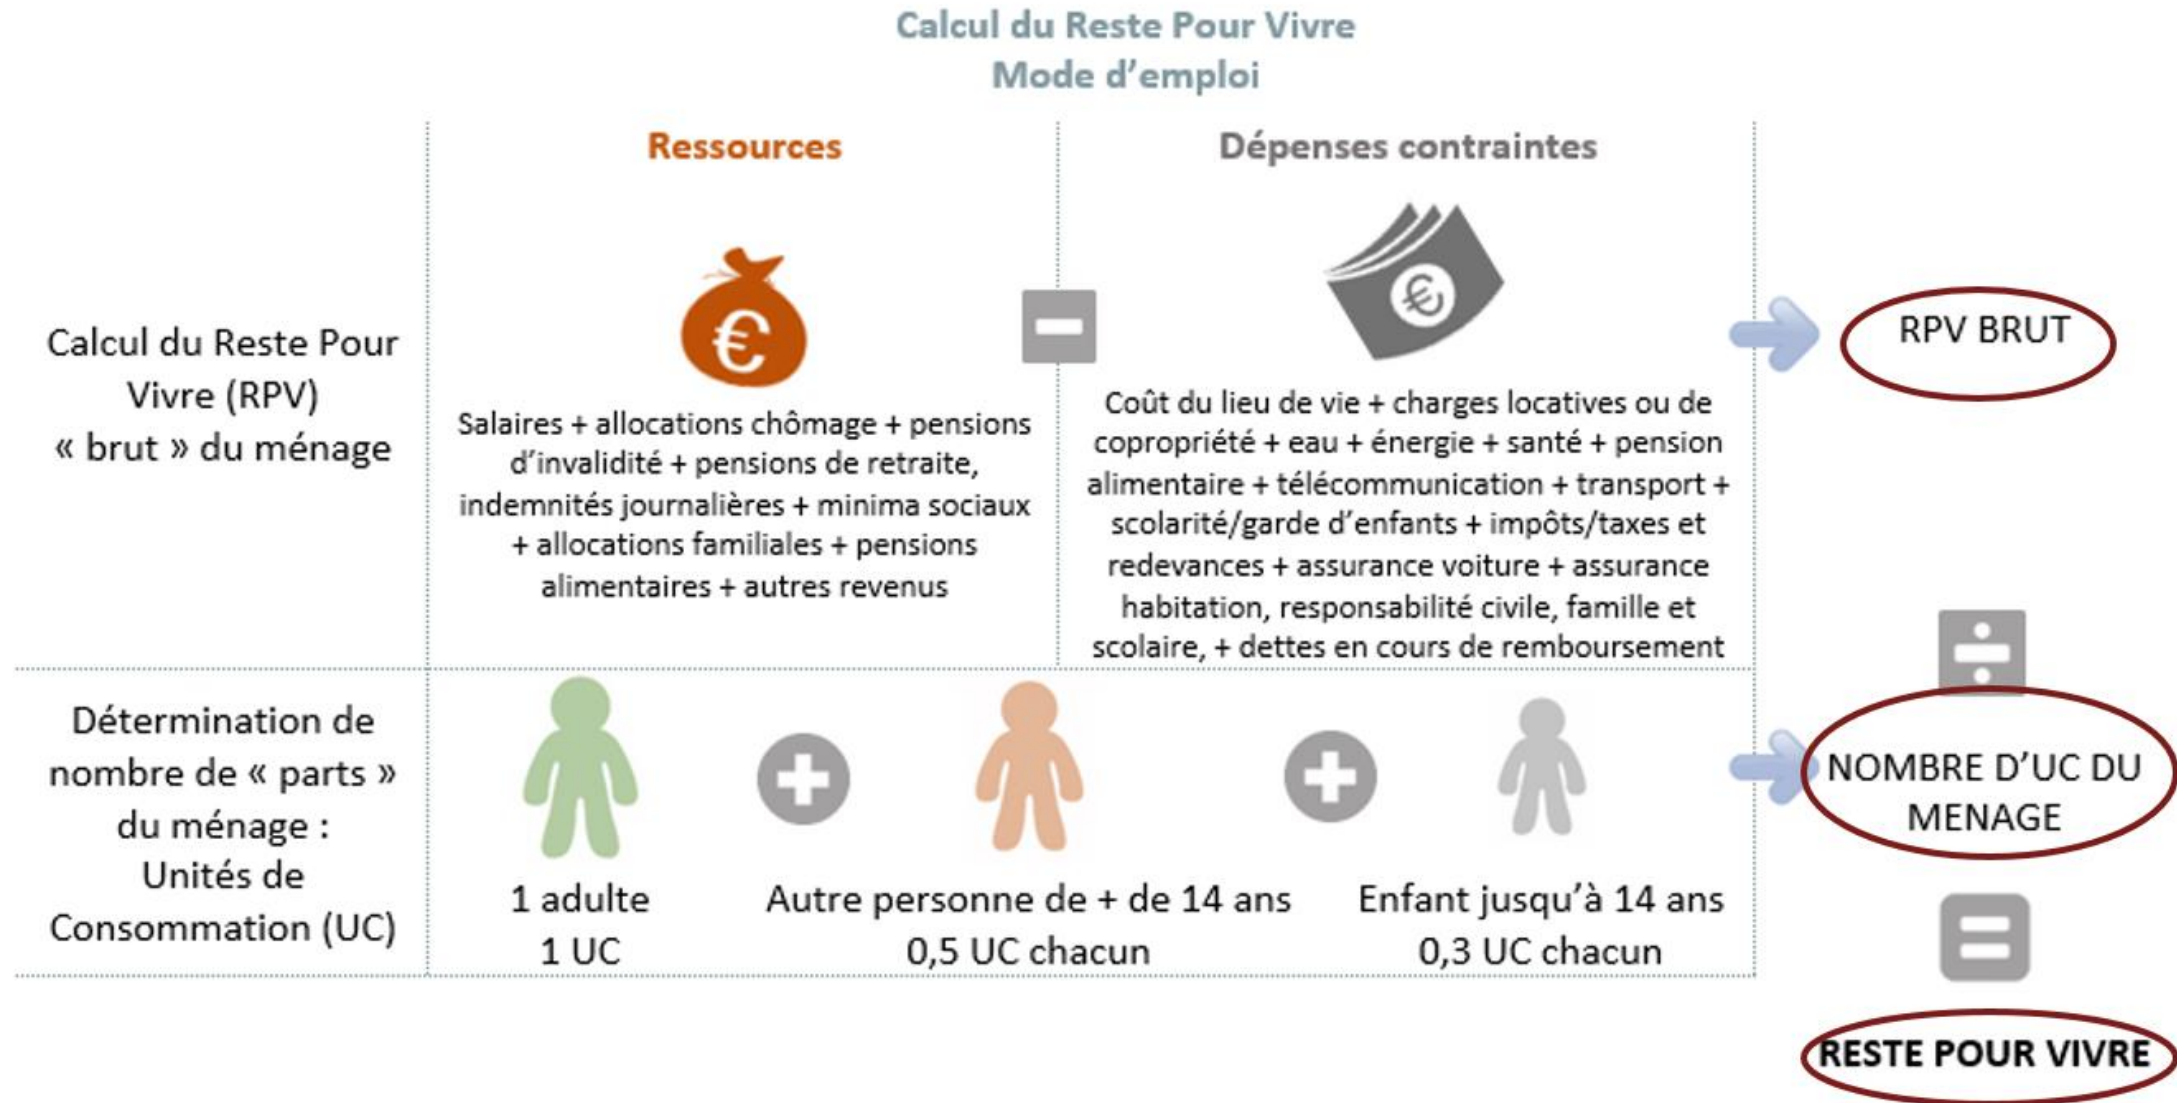 Calcul du Reste Pour Vivre
Mode d'emploi
Ressources
Dépenses contraintes
Calcul du Reste Pour
Vivre (RPV)
« brut » du ménage
€
Salaires + allocations chômage + pensions
d'invalidité + pensions de retraite,
indemnités journalières + minima sociaux
+ allocations familiales + pensions
alimentaires + autres revenus
€
Coût du lieu de vie + charges locatives ou de
copropriété + eau + énergie + santé + pension
alimentaire + télécommunication + transport +
scolarité/garde d'enfants + impôts/taxes et
redevances + assurance voiture + assurance
habitation, responsabilité civile, famille et
scolaire, + dettes en cours de remboursement
RPV BRUT
Détermination de
nombre de « parts »
du ménage :
Unités de
Consommation (UC)
1 adulte
1 UC
Autre personne de + de 14 ans
0,5 UC chacun
Enfant jusqu'à 14 ans
0,3 UC chacun
NOMBRE D'UC DU
MENAGE
RESTE POUR VIVRE